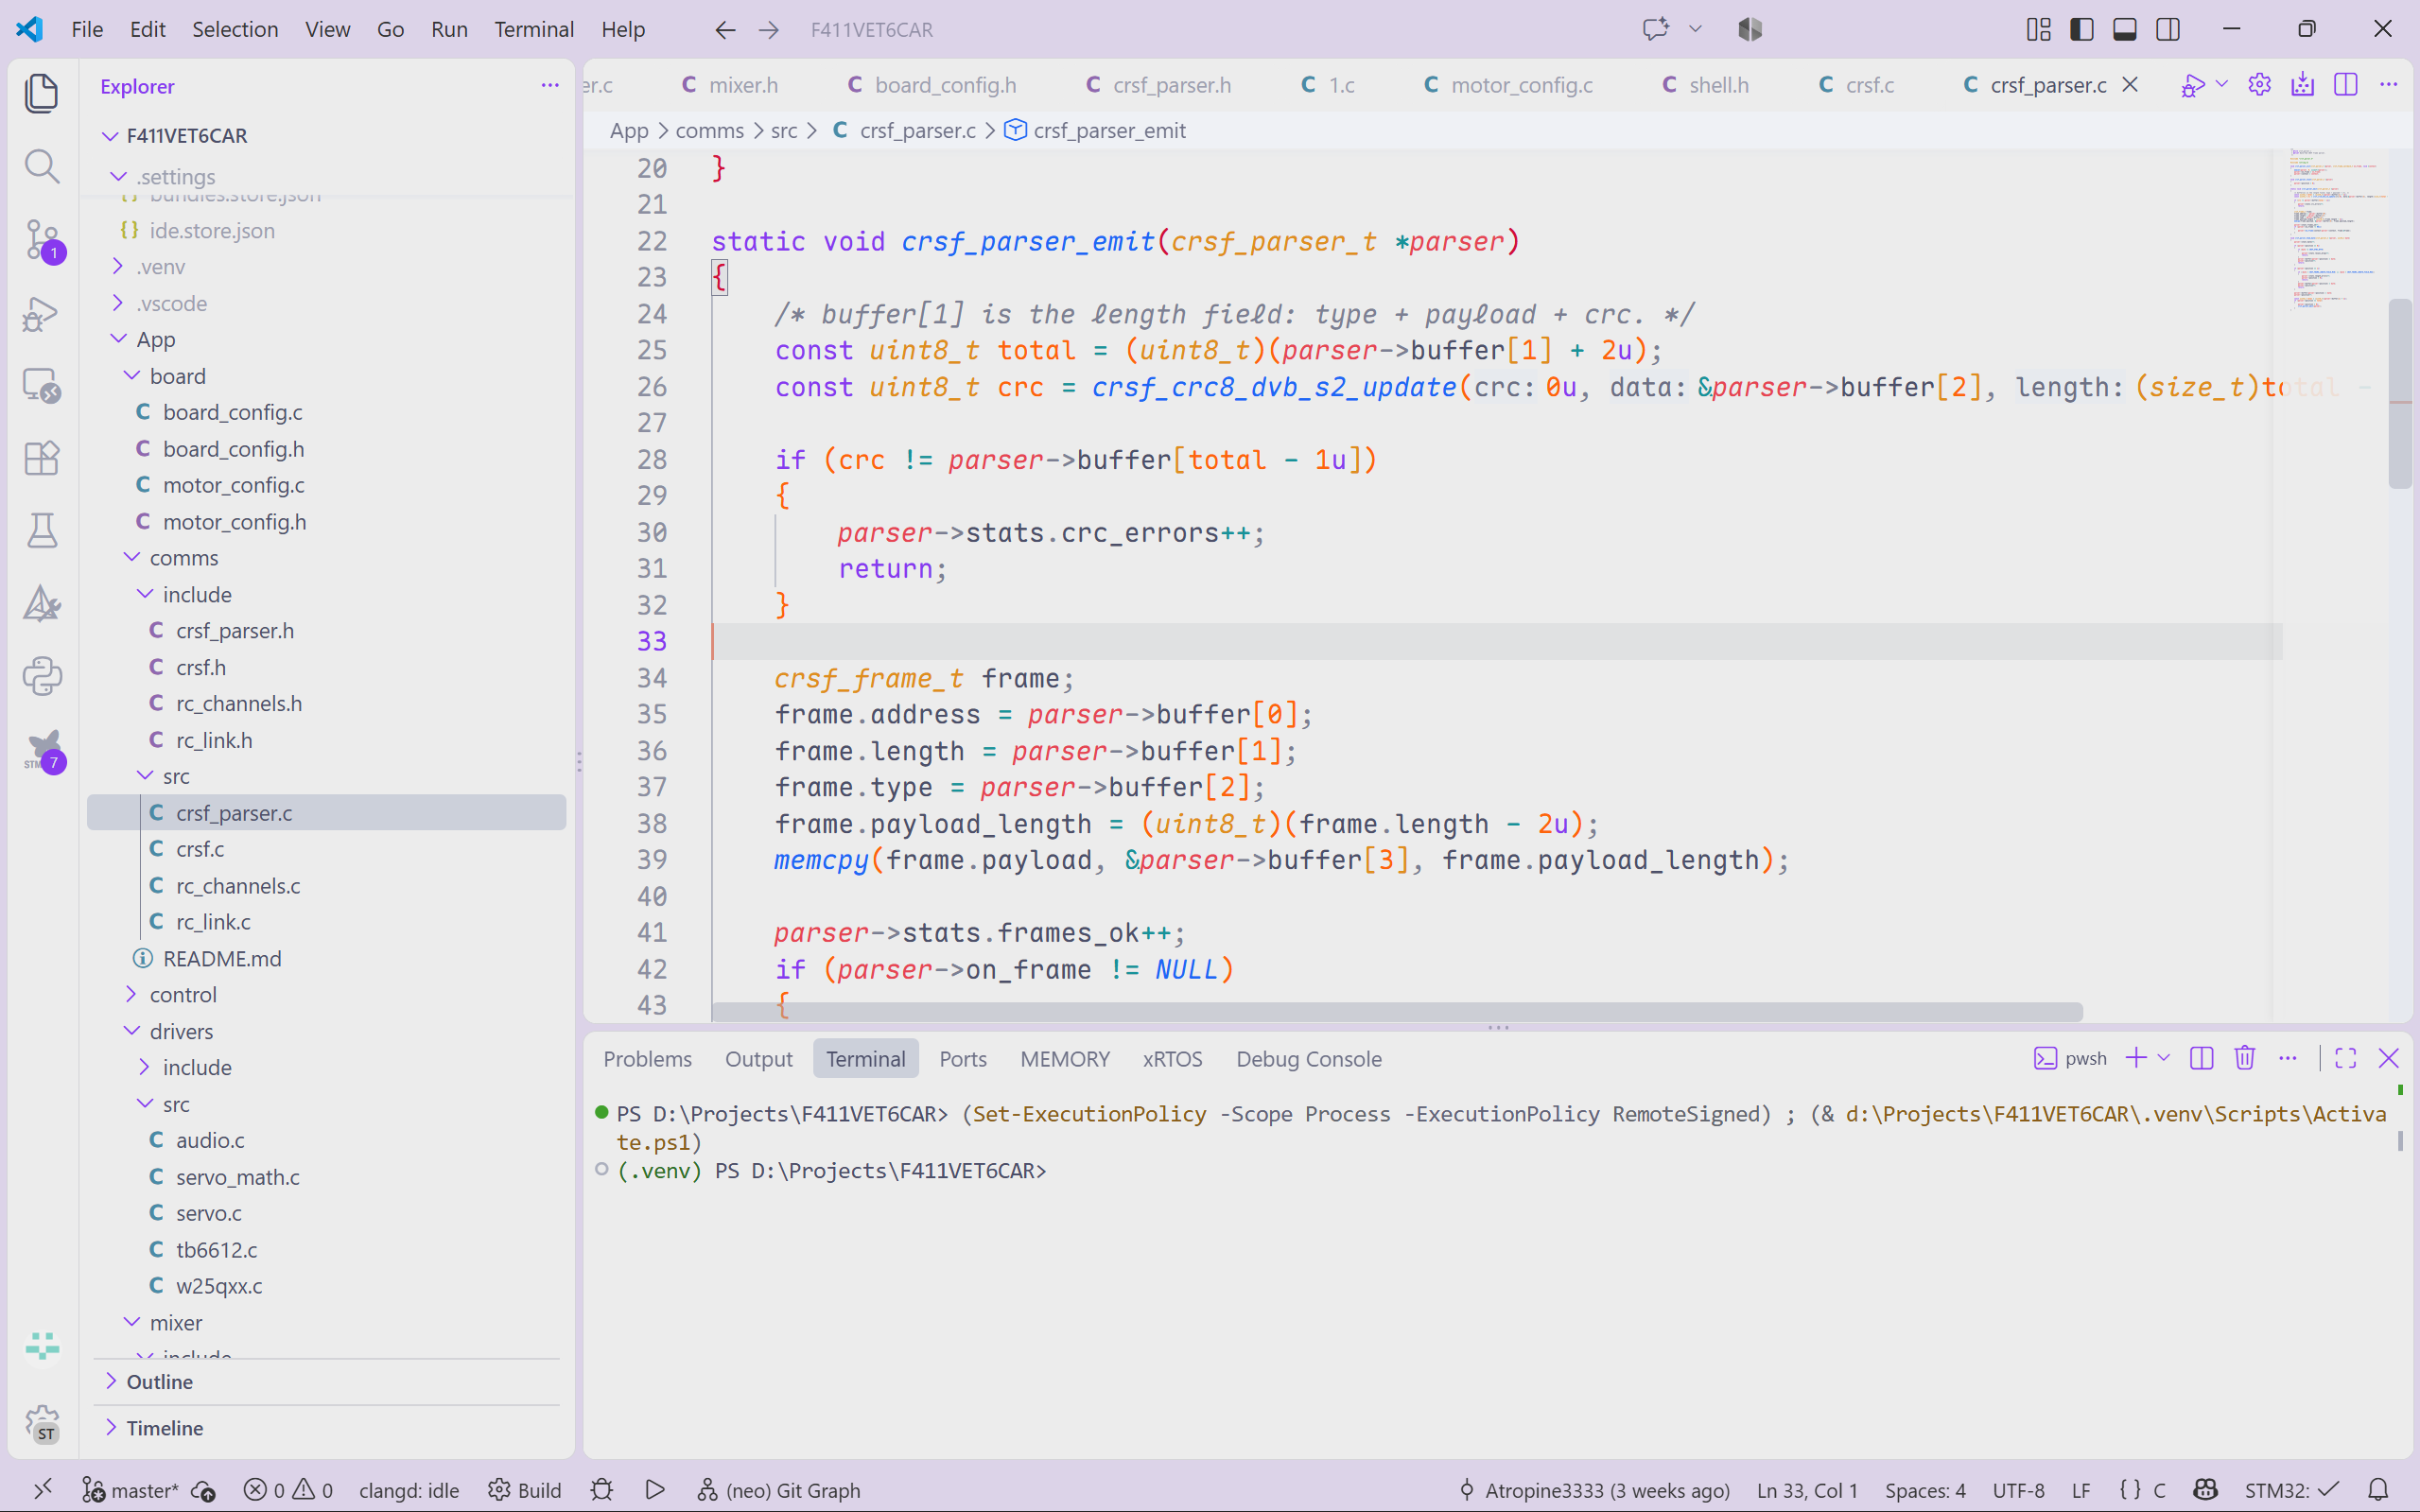 File Edit Selection View Go Run Terminal Help F411VET6CAR
Explorer
F411VET6CAR
.settings
bundles.store.json
ide.store.json
.venv
.vscode
App
board
board_config.c
board_config.h
motor_config.c
motor_config.h
comms
include
crsf_parser.h
crsf.h
rc_channels.h
rc_link.h
src
crsf_parser.c
crsf.c
rc_channels.c
rc_link.c
README.md
control
drivers
include
src
audio.c
servo_math.c
servo.c
tb6612.c
w25qxx.c
mixer
include
Outline
Timeline
1
7
STM
ST
er.c mixer.h board_config.h crsf_parser.h 1.c motor_config.c shell.h crsf.c crsf_parser.c
App > comms > src > C crsf_parser.c > crsf_parser_emit
20 }
21
22 static void crsf_parser_emit(crsf_parser_t *parser)
23 {
24 /* buffer[1] is the length field: type + payload + crc. */
25 const uint8_t total = (uint8_t)(parser->buffer[1] + 2u);
26 const uint8_t crc = crsf_crc8_dvb_s2_update(crc: 0u, data: &parser->buffer[2], length: (size_t)total -
27
28 if (crc != parser->buffer[total - 1u])
29 {
30 parser->stats.crc_errors++;
31 return;
32 }
33
34 crsf_frame_t frame;
35 frame.address = parser->buffer[0];
36 frame.length = parser->buffer[1];
37 frame.type = parser->buffer[2];
38 frame.payload_length = (uint8_t)(frame.length - 2u);
39 memcpy(frame.payload, &parser->buffer[3], frame.payload_length);
40
41 parser->stats.frames_ok++;
42 if (parser->on_frame != NULL)
43 {
Problems Output Terminal Ports MEMORY xRTOS Debug Console pwsh
PS D:\Projects\F411VET6CAR> (Set-ExecutionPolicy -Scope Process -ExecutionPolicy RemoteSigned) ; (& d:\Projects\F411VET6CAR\.venv\Scripts\Activa
te.ps1)
(.venv) PS D:\Projects\F411VET6CAR>
master* 0 0 clangd: idle Build (neo) Git Graph Atropine3333 (3 weeks ago) Ln 33, Col 1 Spaces: 4 UTF-8 LF { } C STM32: